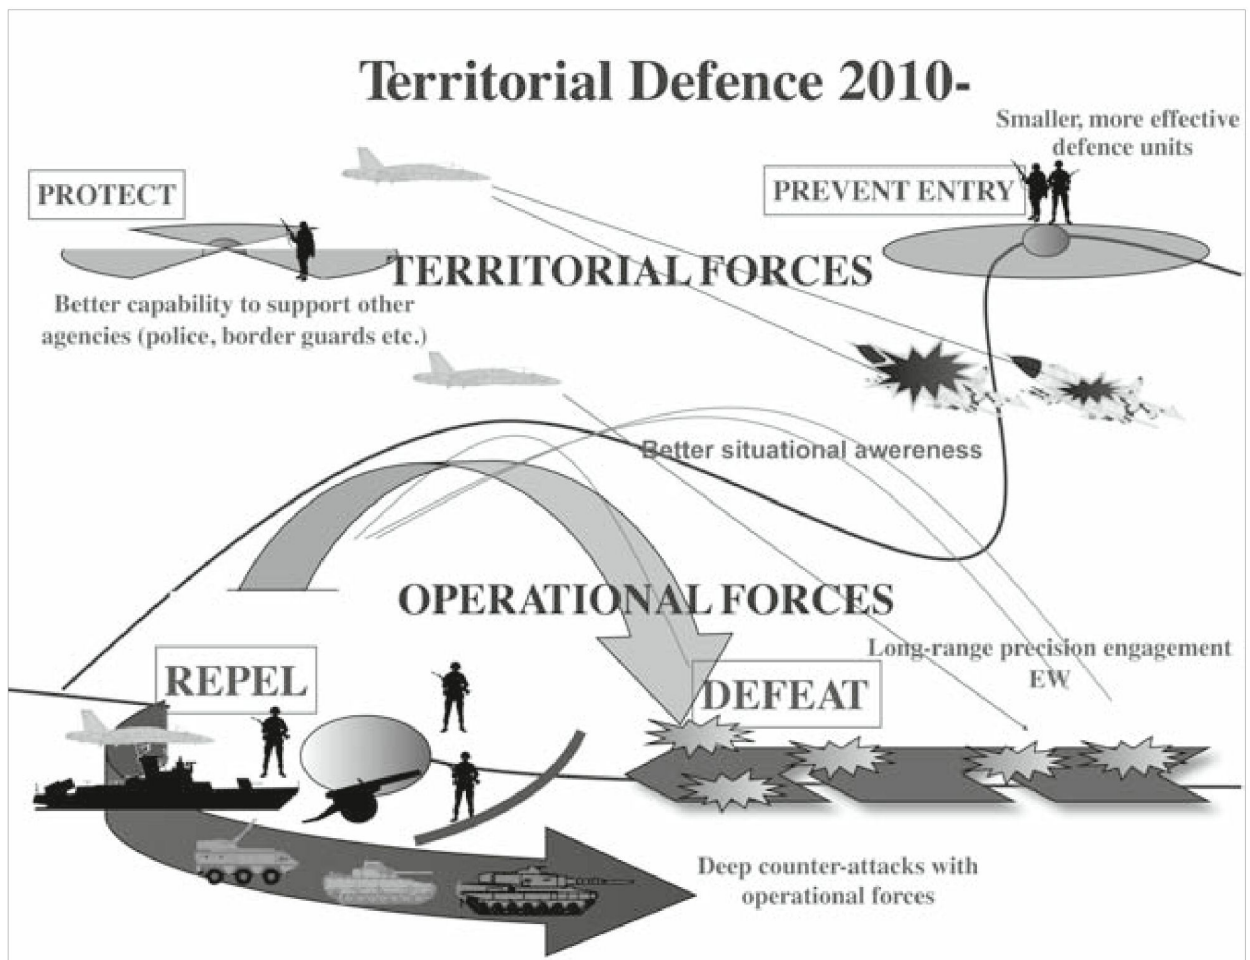 Territorial Defence 2010-
Smaller, more effective
defence units
PROTECT
PREVENT ENTRY
TERRITORIAL FORCES
Better capability to support other
agencies (police, border guards etc.)
Better situational awereness
OPERATIONAL FORCES
Long-range precision engagement
EW
REPEL
DEFEAT
Deep counter-attacks with
operational forces